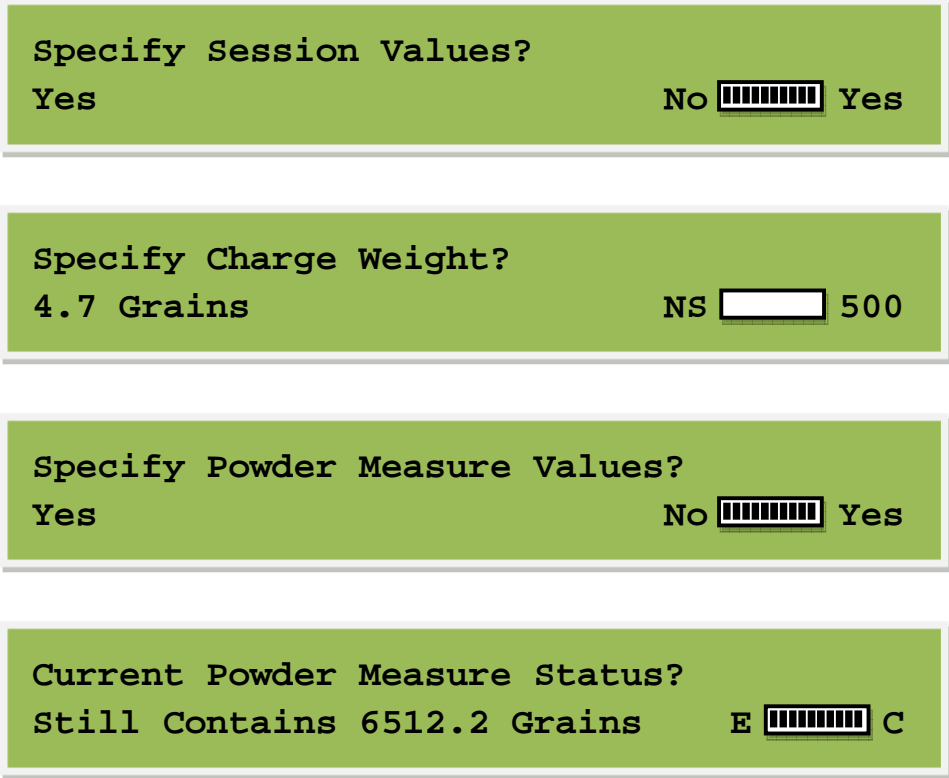 Specify Session Values?
Yes No Yes
Specify Charge Weight?
4.7 Grains NS 500
Specify Powder Measure Values?
Yes No Yes
Current Powder Measure Status?
Still Contains 6512.2 Grains E C